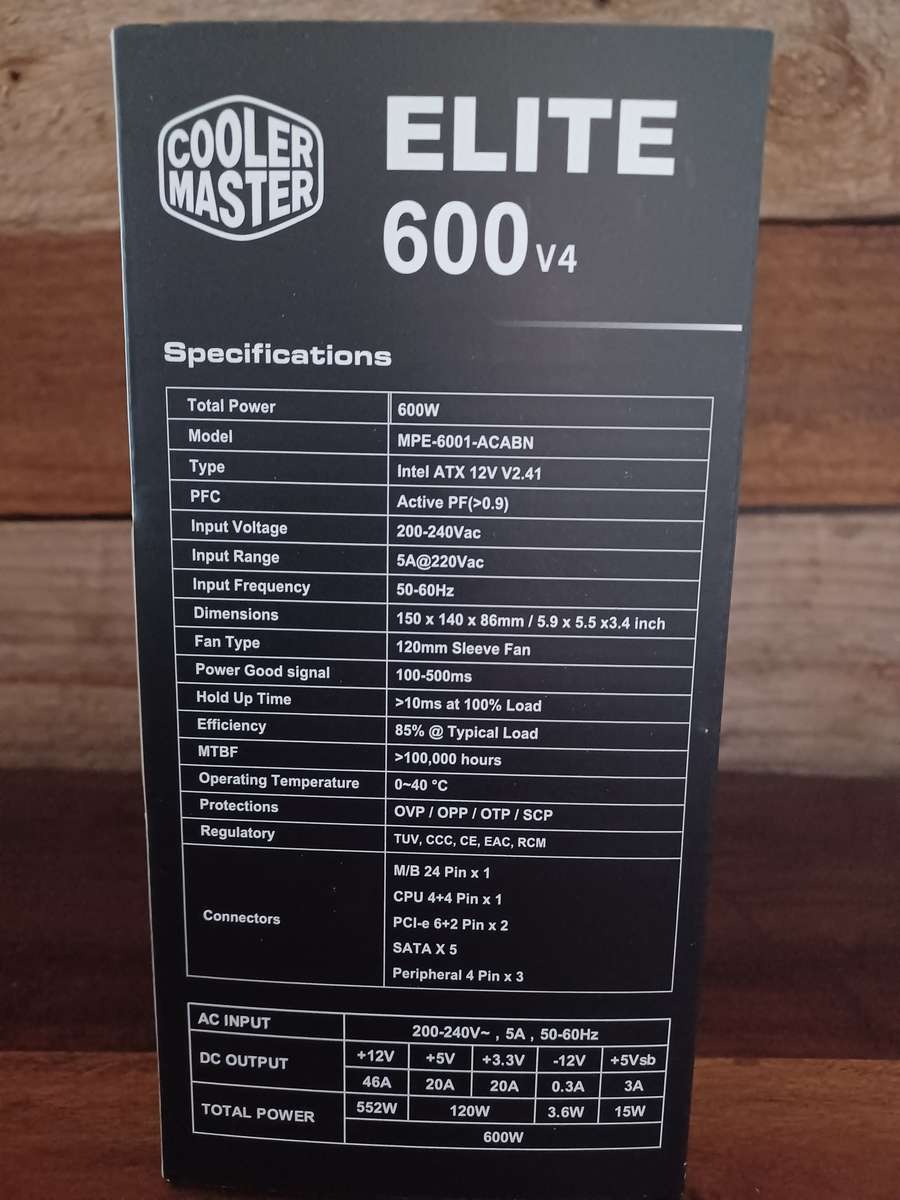 COOLER
MASTER
ELITE
600 V4
Specifications
Total Power 600W
Model MPE-6001-ACABN
Type Intel ATX 12V V2.41
PFC Active PF(>0.9)
Input Voltage 200-240Vac
Input Range 5A@220Vac
Input Frequency 50-60Hz
Dimensions 150 x 140 x 86mm / 5.9 x 5.5 x3.4 inch
Fan Type 120mm Sleeve Fan
Power Good signal 100-500ms
Hold Up Time >10ms at 100% Load
Efficiency 85% @ Typical Load
MTBF >100,000 hours
Operating Temperature 0~40 °C
Protections OVP / OPP / OTP / SCP
Regulatory TUV, CCC, CE, EAC, RCM
Connectors
M/B 24 Pin x 1
CPU 4+4 Pin x 1
PCI-e 6+2 Pin x 2
SATA X 5
Peripheral 4 Pin x 3
AC INPUT 200-240V~ , 5A , 50-60Hz
DC OUTPUT +12V +5V +3.3V -12V +5Vsb
46A 20A 20A 0.3A 3A
TOTAL POWER 552W 120W 3.6W 15W
600W